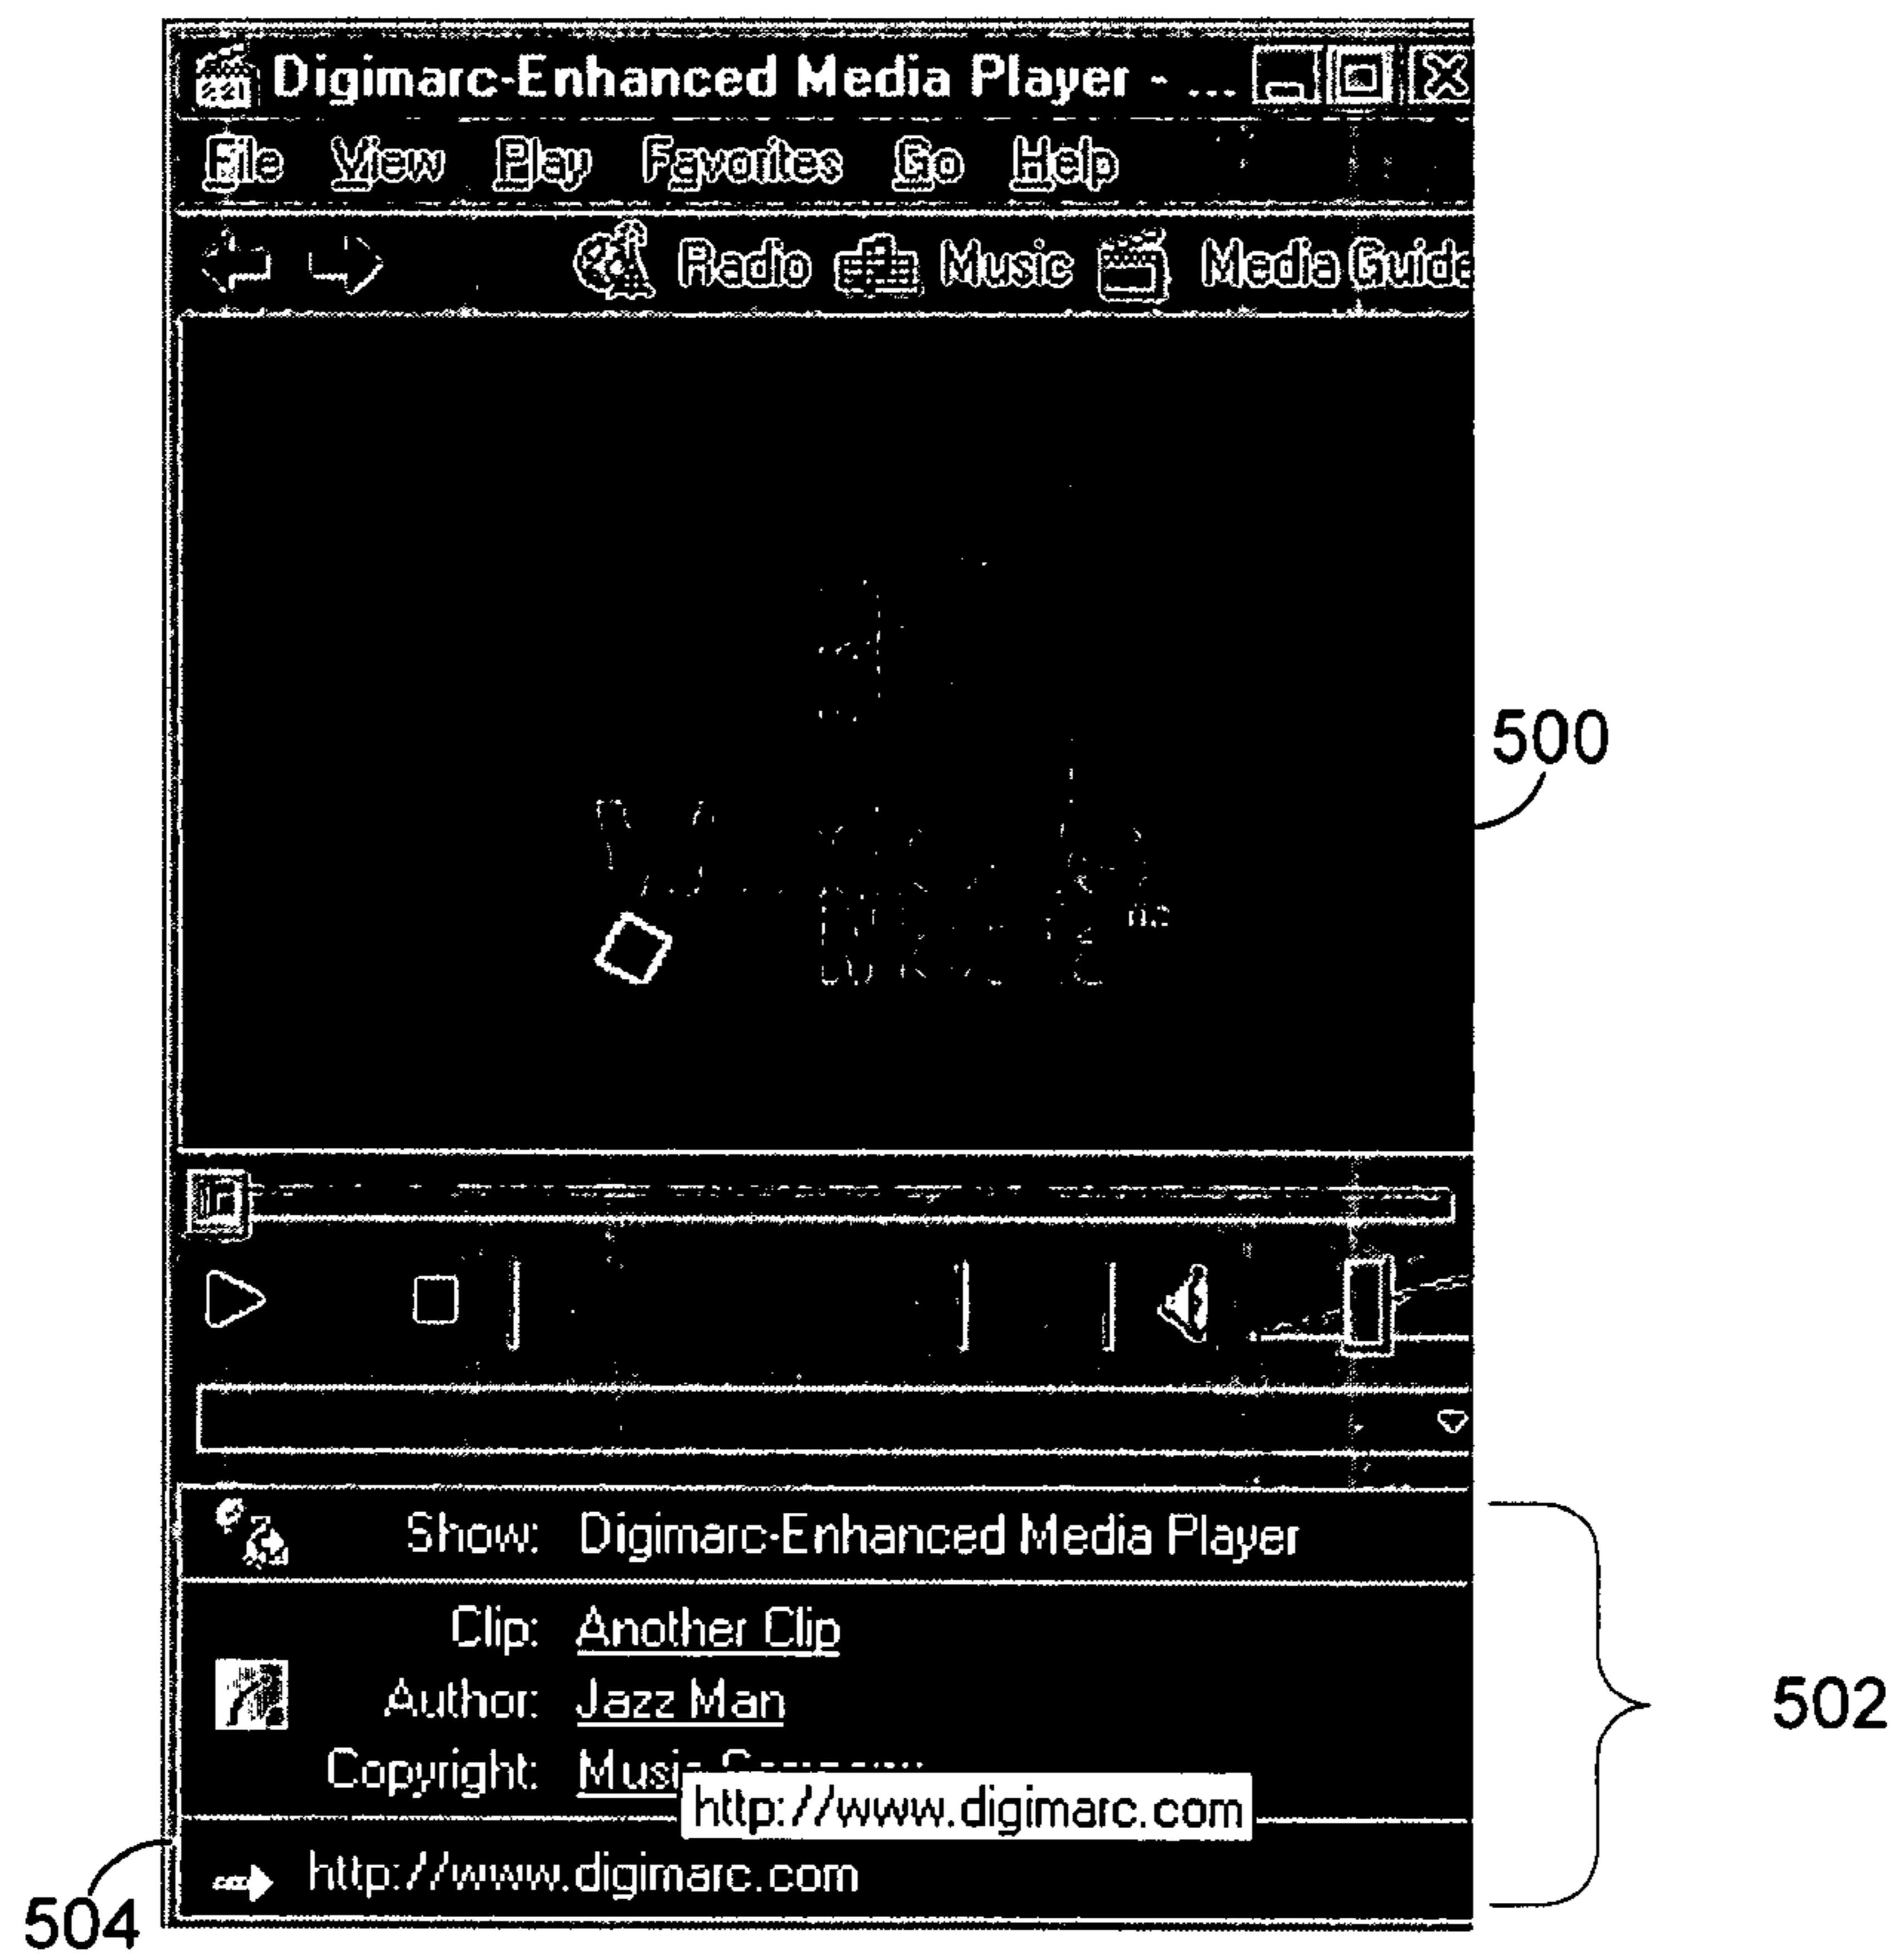 Digimarc-Enhanced Media Player - ...
File View Play Favorites Go Help
Radio Music Media Guide
500
Show: Digimarc-Enhanced Media Player
Clip: Another Clip
Author: Jazz Man
502
Copyright: Music
http://www.digimarc.com
http://www.digimarc.com
504